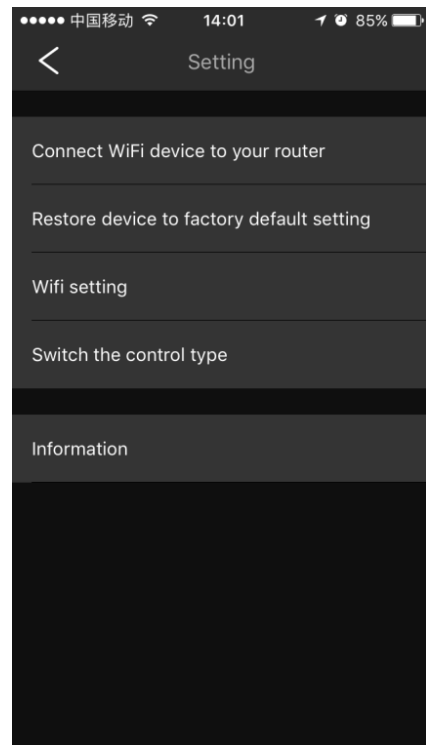 中国移动 14:01 85%
Setting
Connect WiFi device to your router
Restore device to factory default setting
Wifi setting
Switch the control type
Information